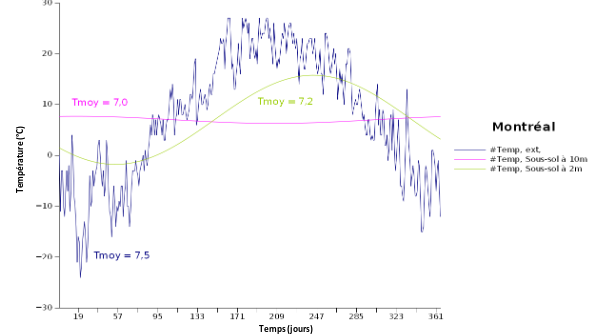 30
20
10
0
−10
−20
−30
Température (°C)
Tmoy = 7,0
Tmoy = 7,2
Tmoy = 7,5
19 57 95 133 171 209 247 285 323 361
Temps (jours)
Montréal
#Temp, ext,
#Temp, Sous-sol à 10m
#Temp, Sous-sol à 2m